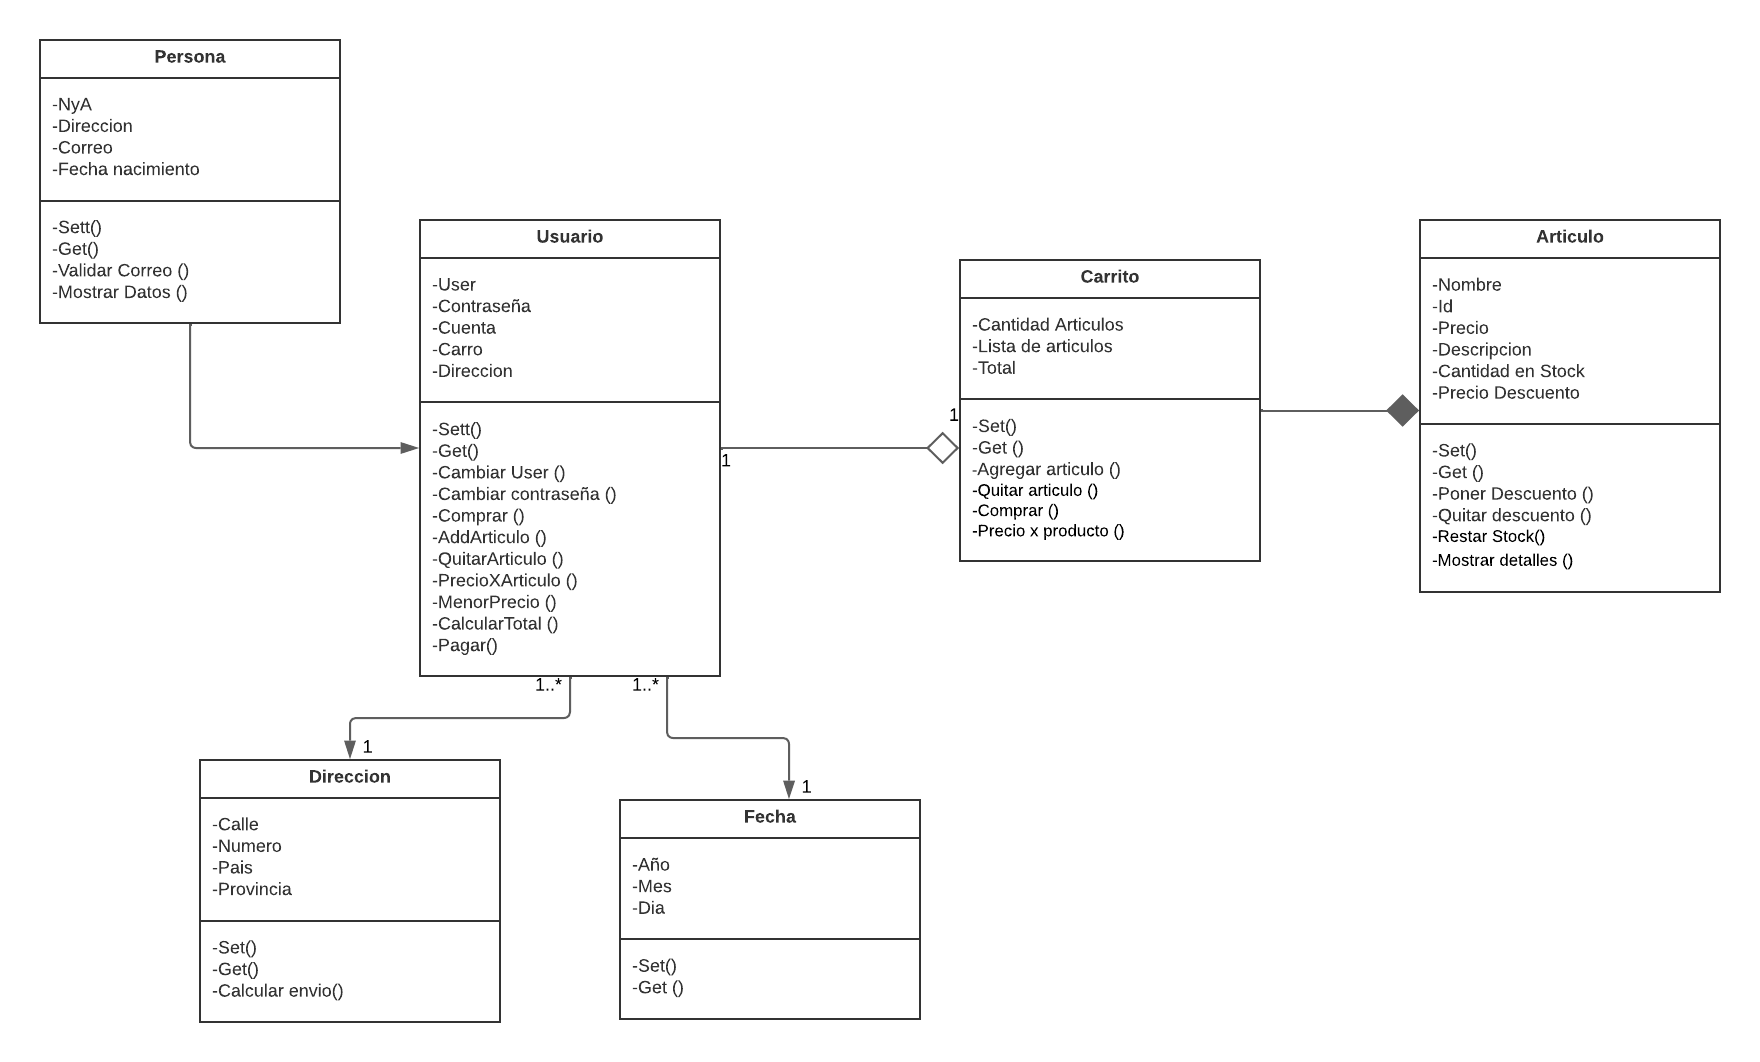 Persona
-NyA
-Direccion
-Correo
-Fecha nacimiento
-Sett()
-Get()
-Validar Correo ()
-Mostrar Datos ()
Usuario
-User
-Contraseña
-Cuenta
-Carro
-Direccion
-Sett()
-Get()
-Cambiar User ()
-Cambiar contraseña ()
-Comprar ()
-AddArticulo ()
-QuitarArticulo ()
-PrecioXArticulo ()
-MenorPrecio ()
-CalcularTotal ()
-Pagar()
1
1
Carrito
-Cantidad Articulos
-Lista de articulos
-Total
-Set()
-Get ()
-Agregar articulo ()
-Quitar articulo ()
-Comprar ()
-Precio x producto ()
Articulo
-Nombre
-Id
-Precio
-Descripcion
-Cantidad en Stock
-Precio Descuento
-Set()
-Get ()
-Poner Descuento ()
-Quitar descuento ()
-Restar Stock()
-Mostrar detalles ()
1..*
1..*
1
1
Direccion
-Calle
-Numero
-Pais
-Provincia
-Set()
-Get()
-Calcular envio()
Fecha
-Año
-Mes
-Dia
-Set()
-Get ()